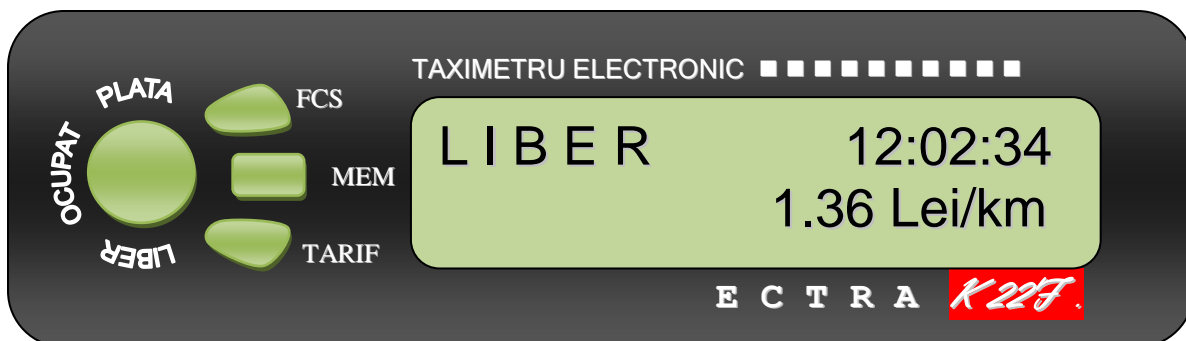 TAXIMETRU ELECTRONIC
PLATA
OCUPAT
LIBER
FCS
MEM
TARIF
LIBER 12:02:34
1.36 Lei/km
ECTRA K22F.